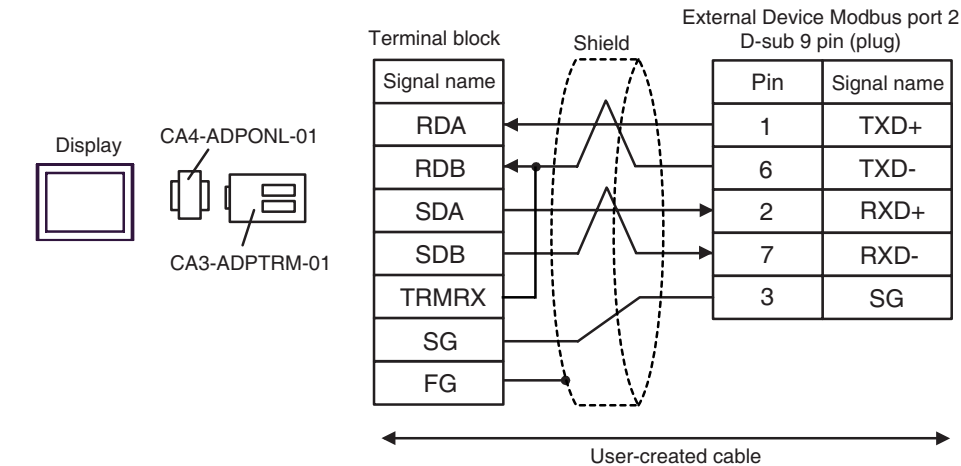 External Device Modbus port 2
D-sub 9 pin (plug)
Terminal block
Shield
Signal name
Pin Signal name
RDA 1 TXD+
RDB 6 TXD-
SDA 2 RXD+
SDB 7 RXD-
TRMRX 3 SG
SG
FG
Display
CA4-ADPONL-01
CA3-ADPTRM-01
User-created cable